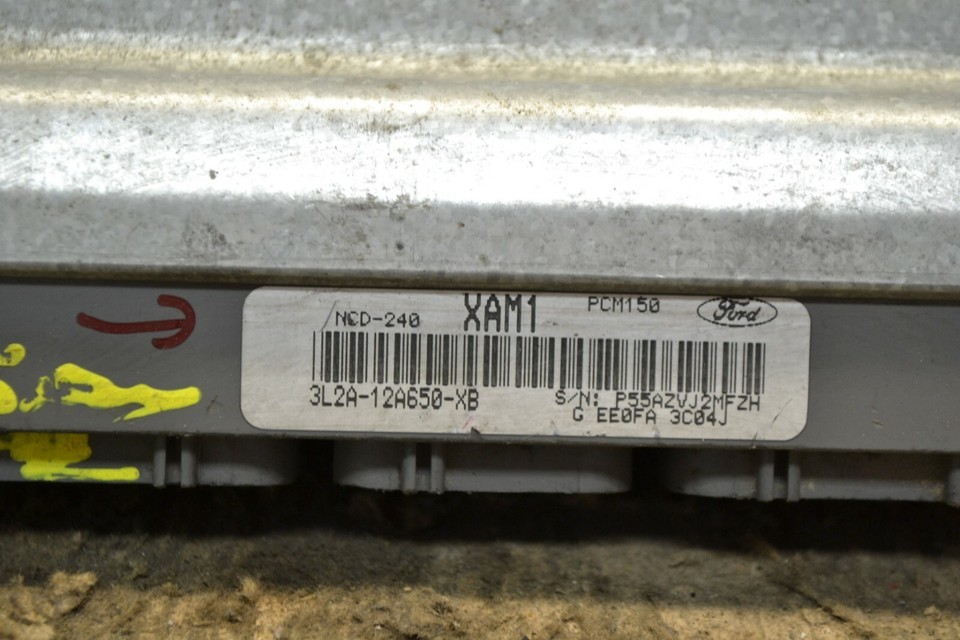 NCD-240 XAM1 PCM150 Ford
3L2A-12A650-XB S/N: P55AZVJ2MFZH
G EE0FA 3C04J